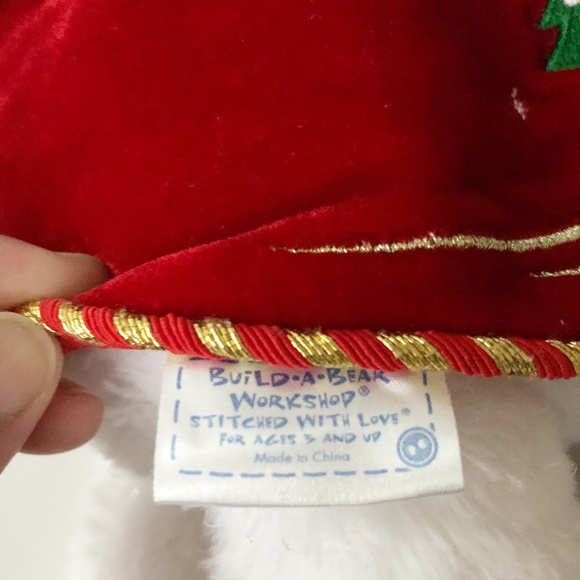 BUILD-A-BEAR
WORKSHOP®
STITCHED WITH LOVE®
FOR AGES 3 AND UP
Made in China